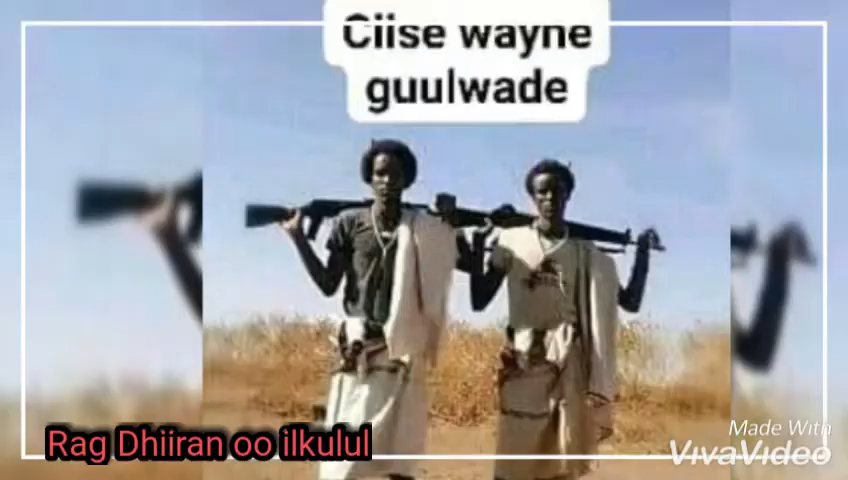 Ciise wayne
guulwade
Rag Dhiiran oo ilkulul
Made With
VivaVideo